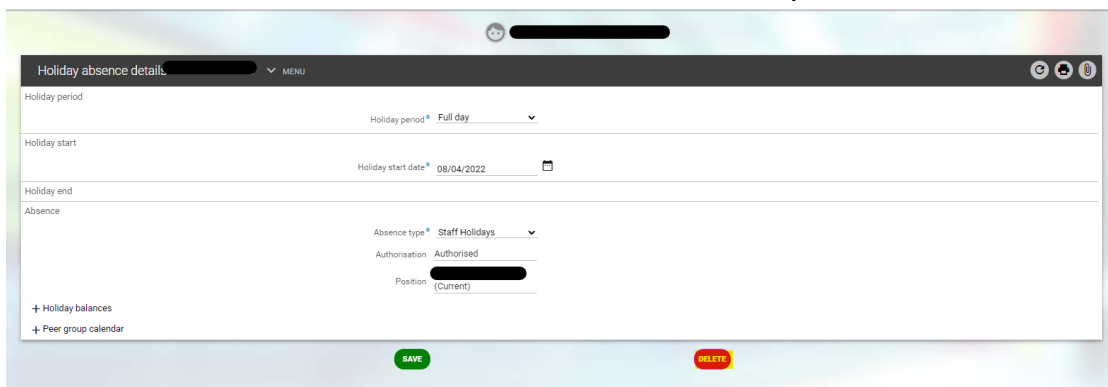 Holiday absence details
MENU
Holiday period
Holiday period Full day
Holiday start
Holiday start date 08/04/2022
Holiday end
Absence
Absence type Staff Holidays
Authorisation Authorised
Position
(Current)
+ Holiday balances
+ Peer group calendar
SAVE DELETE